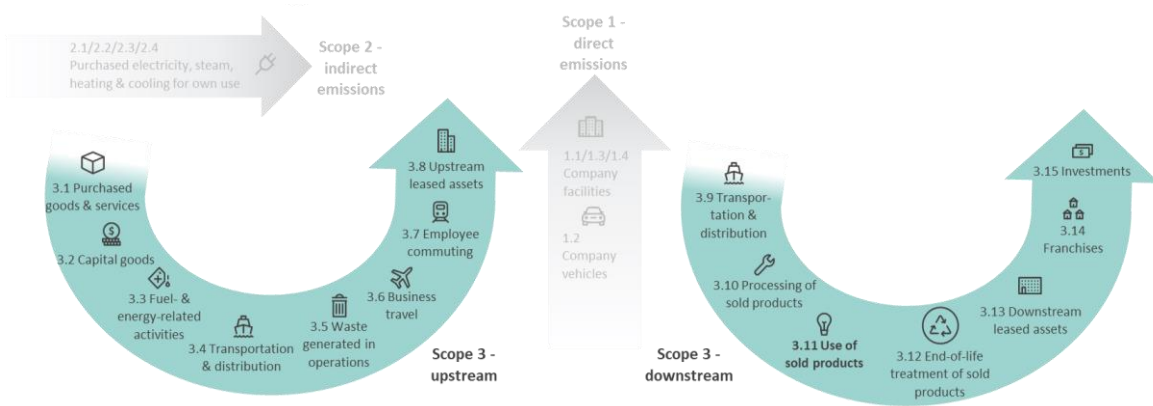 2.1/2.2/2.3/2.4
Purchased electricity, steam,
heating & cooling for own use
Scope 2 -
indirect
emissions
Scope 1 -
direct
emissions
3.1 Purchased
goods & services
3.2 Capital goods
3.3 Fuel- &
energy-related
activities
3.4 Transportation
& distribution
3.5 Waste
generated in
operations
3.6 Business
travel
3.7 Employee
commuting
3.8 Upstream
leased assets
Scope 3 -
upstream
1.1/1.3/1.4
Company
facilities
1.2
Company
vehicles
Scope 3 -
downstream
3.9 Transpor-
tation &
distribution
3.10 Processing of
sold products
3.11 Use of
sold products
3.12 End-of-life
treatment of sold
products
3.13 Downstream
leased assets
3.14
Franchises
3.15 Investments